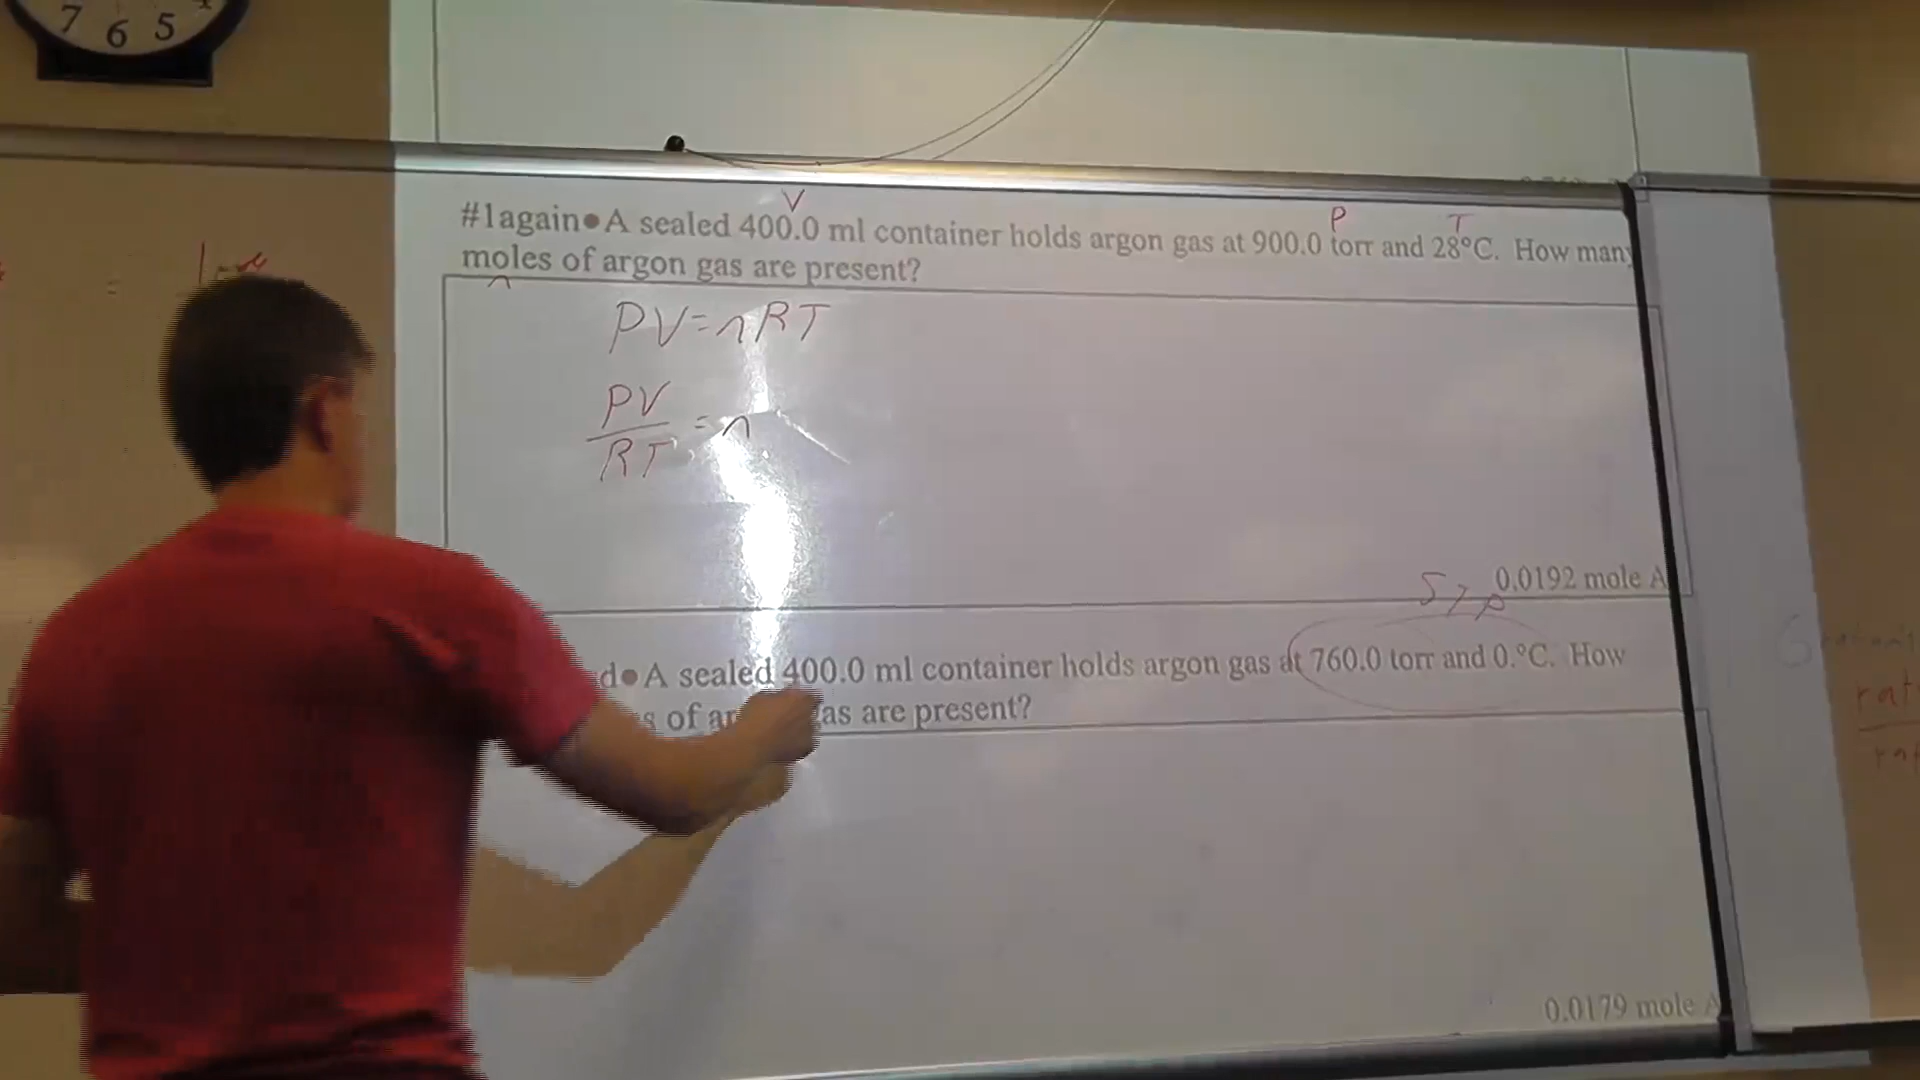 7 6 5
V P T
#1again•A sealed 400.0 ml container holds argon gas at 900.0 torr and 28°C. How many
moles of argon gas are present?
n
PV=nRT
PV
= n
RT
0.0192 mole A
STP
d•A sealed 400.0 ml container holds argon gas at 760.0 torr and 0.°C. How
of gas are present?
0.0179 mole A
=